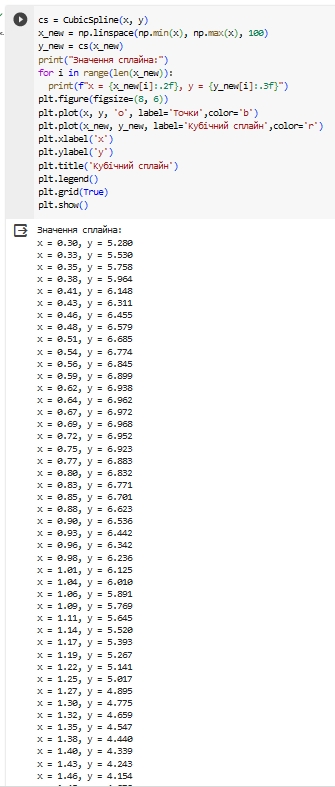 cs = CubicSpline(x, y)
x_new = np.linspace(np.min(x), np.max(x), 100)
y_new = cs(x_new)
print("Значення сплайна:")
for i in range(len(x_new)):
  print(f"x = {x_new[i]:.2f}, y = {y_new[i]:.3f}")
plt.figure(figsize=(8, 6))
plt.plot(x, y, 'o', label='Точки',color='b')
plt.plot(x_new, y_new, label='Кубічний сплайн',color='r')
plt.xlabel('x')
plt.ylabel('y')
plt.title('Кубічний сплайн')
plt.legend()
plt.grid(True)
plt.show()
Значення сплайна:
x = 0.30, y = 5.280
x = 0.33, y = 5.530
x = 0.35, y = 5.758
x = 0.38, y = 5.964
x = 0.41, y = 6.148
x = 0.43, y = 6.311
x = 0.46, y = 6.455
x = 0.48, y = 6.579
x = 0.51, y = 6.685
x = 0.54, y = 6.774
x = 0.56, y = 6.845
x = 0.59, y = 6.899
x = 0.62, y = 6.938
x = 0.64, y = 6.962
x = 0.67, y = 6.972
x = 0.69, y = 6.968
x = 0.72, y = 6.952
x = 0.75, y = 6.923
x = 0.77, y = 6.883
x = 0.80, y = 6.832
x = 0.83, y = 6.771
x = 0.85, y = 6.701
x = 0.88, y = 6.623
x = 0.90, y = 6.536
x = 0.93, y = 6.442
x = 0.96, y = 6.342
x = 0.98, y = 6.236
x = 1.01, y = 6.125
x = 1.04, y = 6.010
x = 1.06, y = 5.891
x = 1.09, y = 5.769
x = 1.11, y = 5.645
x = 1.14, y = 5.520
x = 1.17, y = 5.393
x = 1.19, y = 5.267
x = 1.22, y = 5.141
x = 1.25, y = 5.017
x = 1.27, y = 4.895
x = 1.30, y = 4.775
x = 1.32, y = 4.659
x = 1.35, y = 4.547
x = 1.38, y = 4.440
x = 1.40, y = 4.339
x = 1.43, y = 4.243
x = 1.46, y = 4.154